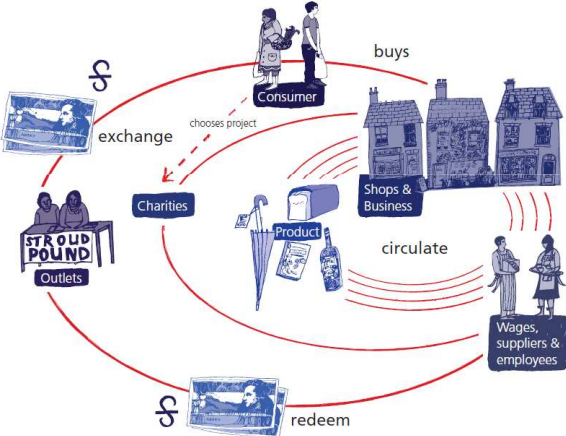 buys
Consumer
exchange
chooses project
Charities
Shops &
Business
Product
STROUD
POUND
Outlets
circulate
Wages,
suppliers &
employees
redeem